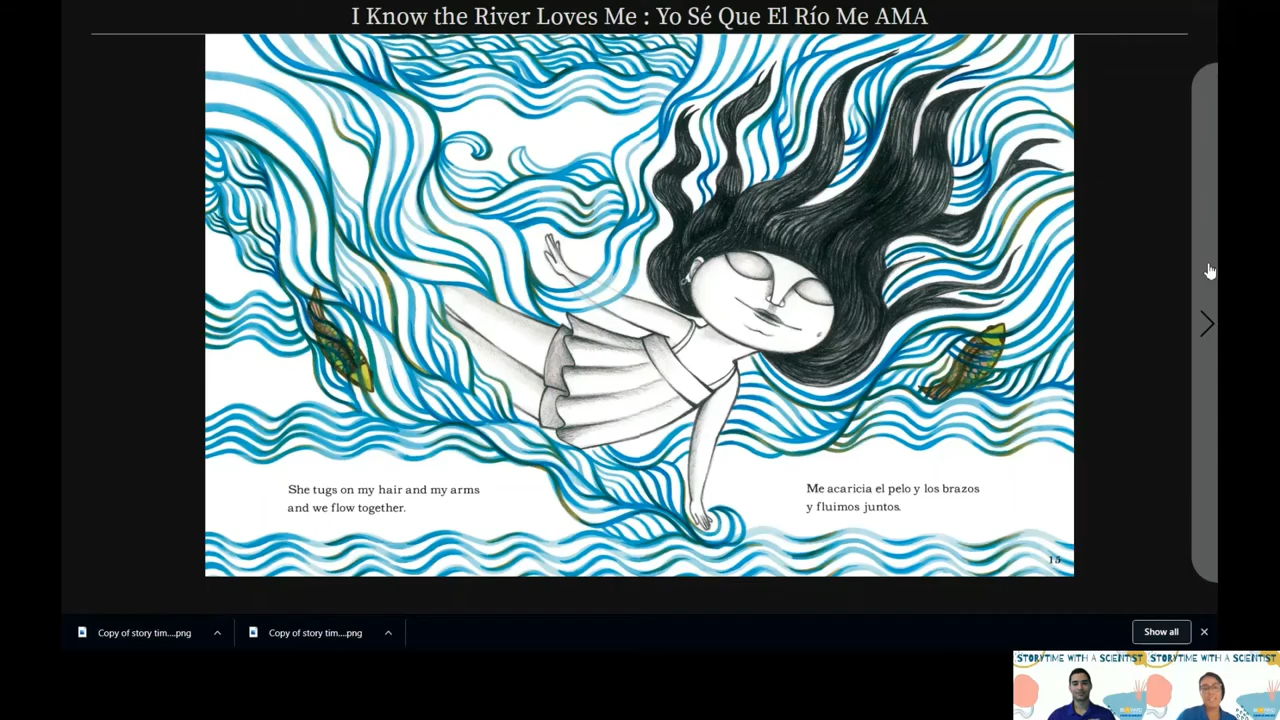 I Know the River Loves Me : Yo Sé Que El Río Me AMA
She tugs on my hair and my arms
and we flow together.
Me acaricia el pelo y los brazos
y fluimos juntos.
15
Copy of story tim....png
Copy of story tim....png
Show all
STORYTIME WITH A SCIENTIST
STORYTIME WITH A SCIENTIST